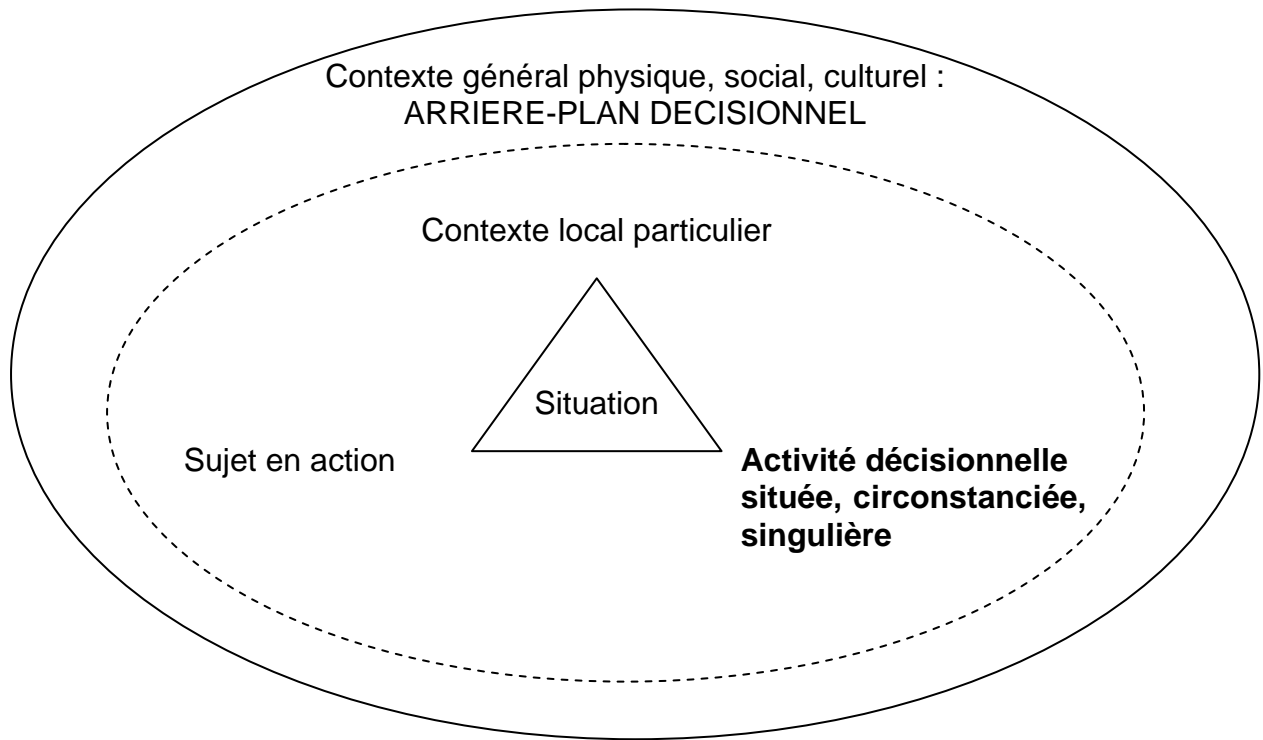 Contexte général physique, social, culturel :
ARRIERE-PLAN DECISIONNEL
Contexte local particulier
Situation
Sujet en action
Activité décisionnelle
située, circonstanciée,
singulière